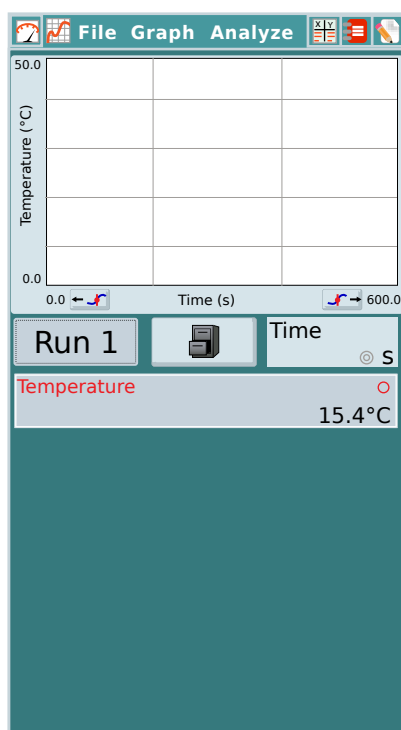 File Graph Analyze X Y
50.0
Temperature (°C)
0.0
0.0 Time (s) 600.0
Run 1
Time
s
Temperature
15.4°C